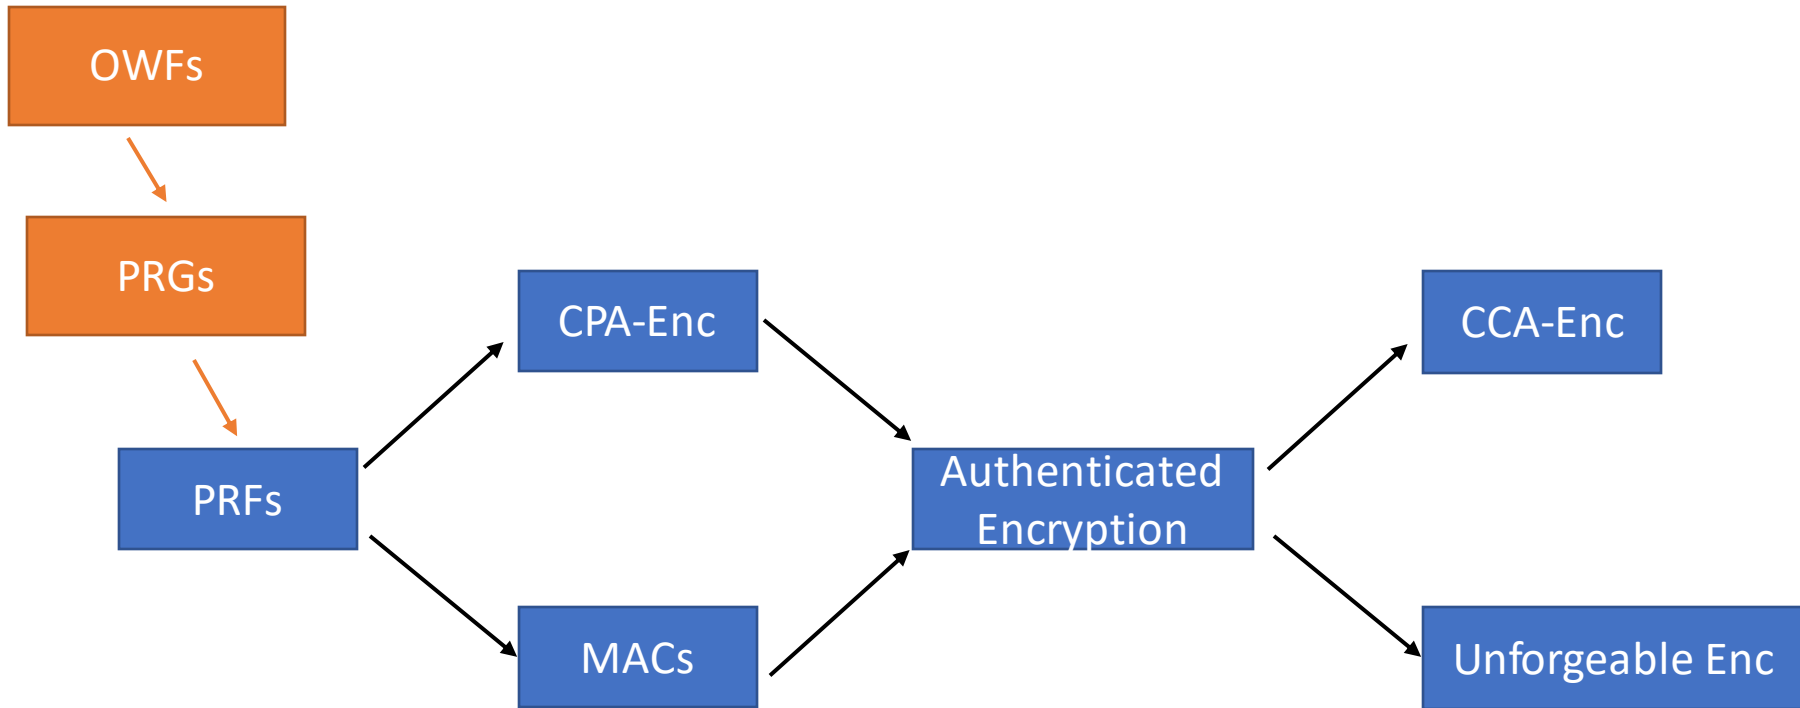 OWFs
PRGs
CPA-Enc
CCA-Enc
PRFs
Authenticated
Encryption
MACs
Unforgeable Enc